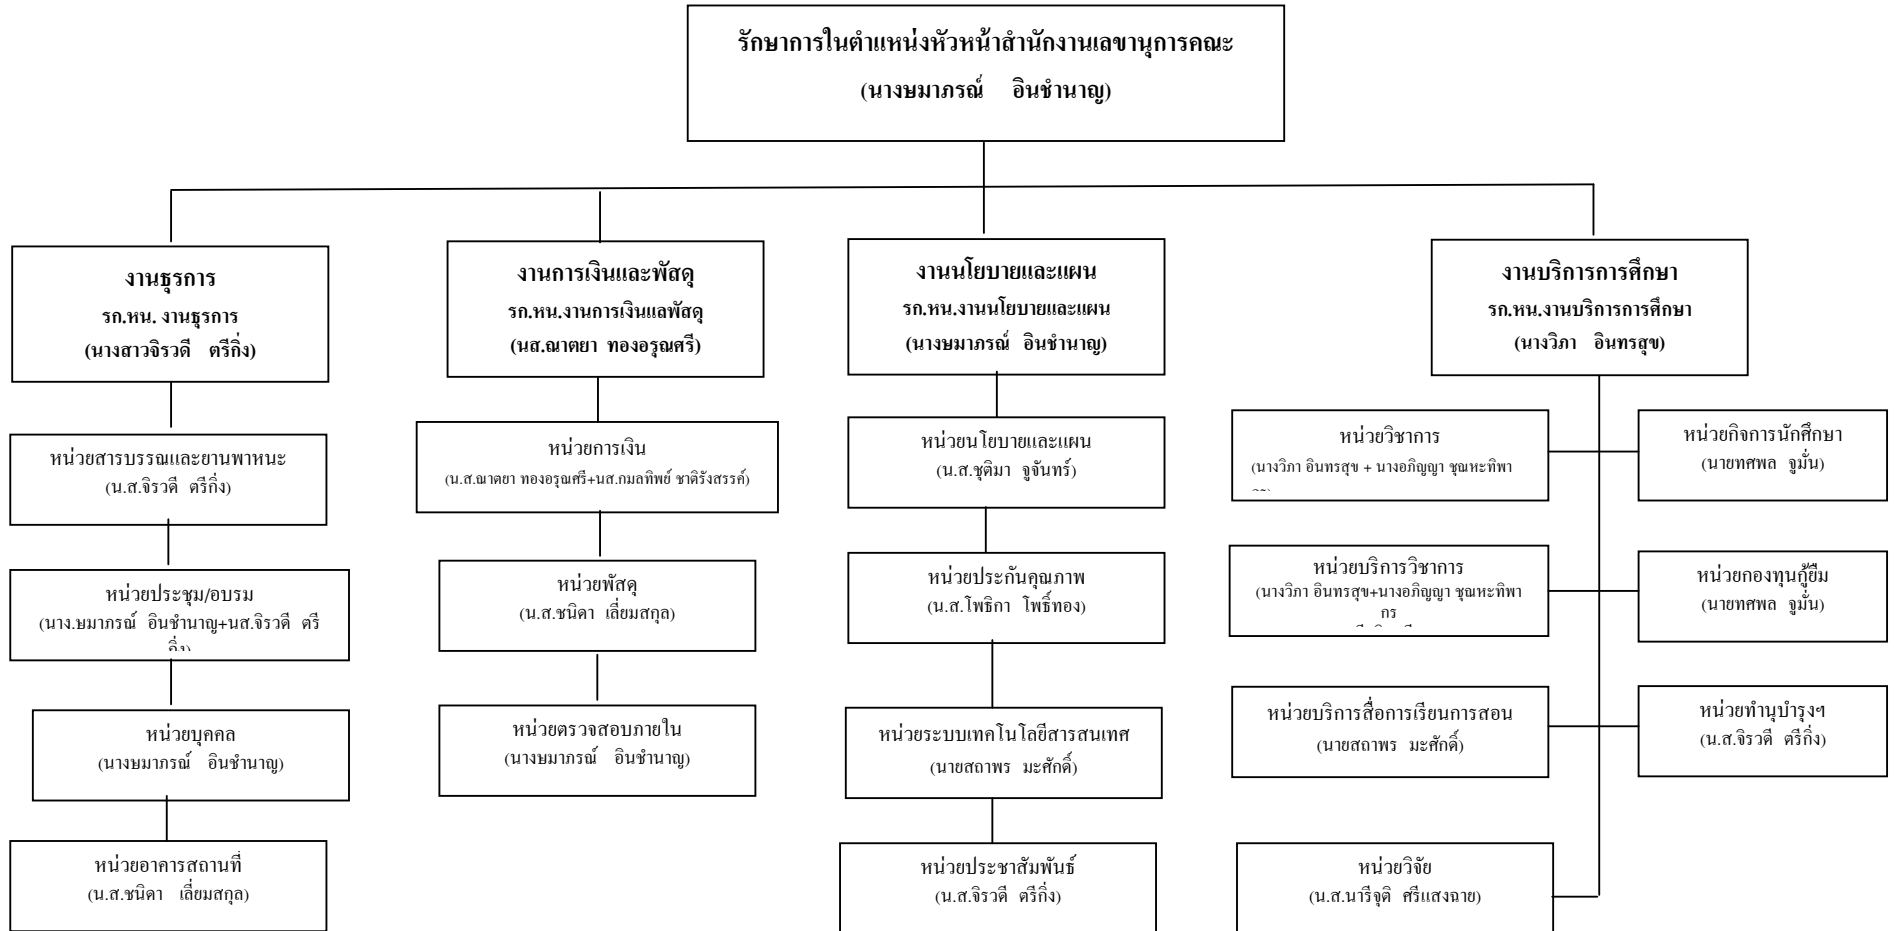 รักษาการในตำแหน่งหัวหน้าสำนักงานเลขานุการคณะ
(นางษมาภรณ์ อินชำนาญ)
งานธุรการ
รก.หน. งานธุรการ
(นางสาวจิรวดี ตรีกิ่ง)
หน่วยสารบรรณและยานพาหนะ
(น.ส.จิรวดี ตรีกิ่ง)
หน่วยประชุม/อบรม
(นาง.ษมาภรณ์ อินชำนาญ+นส.จิรวดี ตรี
กิ่ง)
หน่วยบุคคล
(นางษมาภรณ์ อินชำนาญ)
หน่วยอาคารสถานที่
(น.ส.ชนิดา เลี่ยมสกุล)
งานการเงินและพัสดุ
รก.หน.งานการเงินแลพัสดุ
(นส.ณาตยา ทองอรุณศรี)
หน่วยการเงิน
(น.ส.ณาตยา ทองอรุณศรี+นส.กมลทิพย์ ชาติรังสรรค์)
หน่วยพัสดุ
(น.ส.ชนิดา เลี่ยมสกุล)
หน่วยตรวจสอบภายใน
(นางษมาภรณ์ อินชำนาญ)
งานนโยบายและแผน
รก.หน.งานนโยบายและแผน
(นางษมาภรณ์ อินชำนาญ)
หน่วยนโยบายและแผน
(น.ส.ชุติมา จูจันทร์)
หน่วยประกันคุณภาพ
(น.ส.โพธิกา โพธิ์ทอง)
หน่วยระบบเทคโนโลยีสารสนเทศ
(นายสถาพร มะศักดิ์)
หน่วยประชาสัมพันธ์
(น.ส.จิรวดี ตรีกิ่ง)
งานบริการการศึกษา
รก.หน.งานบริการการศึกษา
(นางวิภา อินทรสุข)
หน่วยวิชาการ
(นางวิภา อินทรสุข + นางอภิญญา ชุณหะทิพา
หน่วยกิจการนักศึกษา
(นายทศพล จูมั่น)
หน่วยบริการวิชาการ
(นางวิภา อินทรสุข+นางอภิญญา ชุณหะทิพา
กร
หน่วยกองทุนกู้ยืม
(นายทศพล จูมั่น)
หน่วยบริการสื่อการเรียนการสอน
(นายสถาพร มะศักดิ์)
หน่วยทำนุบำรุงฯ
(น.ส.จิรวดี ตรีกิ่ง)
หน่วยวิจัย
(น.ส.นารีจุติ ศรีแสงฉาย)